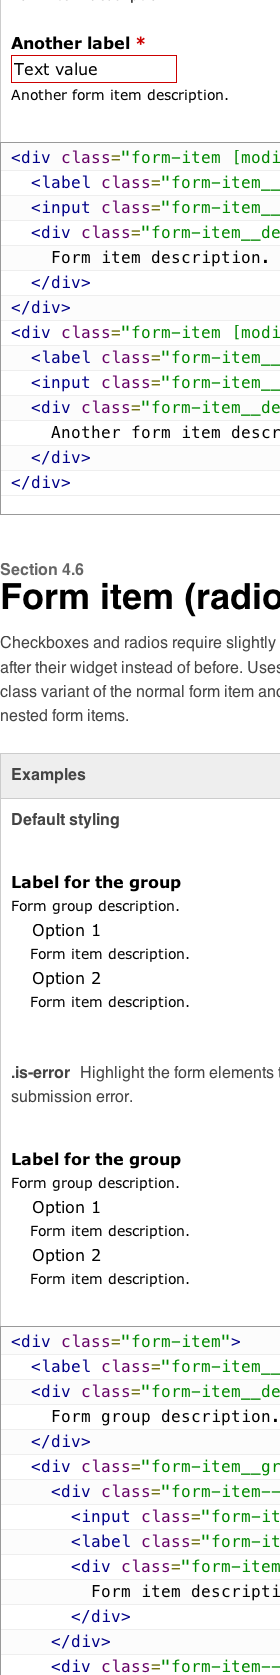 Another label *
Text value
Another form item description.
<div class="form-item [modi
<label class="form-item__
<input class="form-item__
<div class="form-item__de
Form item description.
</div>
</div>
<div class="form-item [modi
<label class="form-item__
<input class="form-item__
<div class="form-item__de
Another form item descr
</div>
</div>
Section 4.6
Form item (radio
Checkboxes and radios require slightly
after their widget instead of before. Uses
class variant of the normal form item and
nested form items.
Examples
Default styling
Label for the group
Form group description.
Option 1
Form item description.
Option 2
Form item description.
.is-error Highlight the form elements
submission error.
Label for the group
Form group description.
Option 1
Form item description.
Option 2
Form item description.
<div class="form-item">
<label class="form-item__
<div class="form-item__de
Form group description.
</div>
<div class="form-item__gr
<div class="form-item--
<input class="form-it
<label class="form-it
<div class="form-item
Form item descripti
</div>
</div>
<div class="form-item--